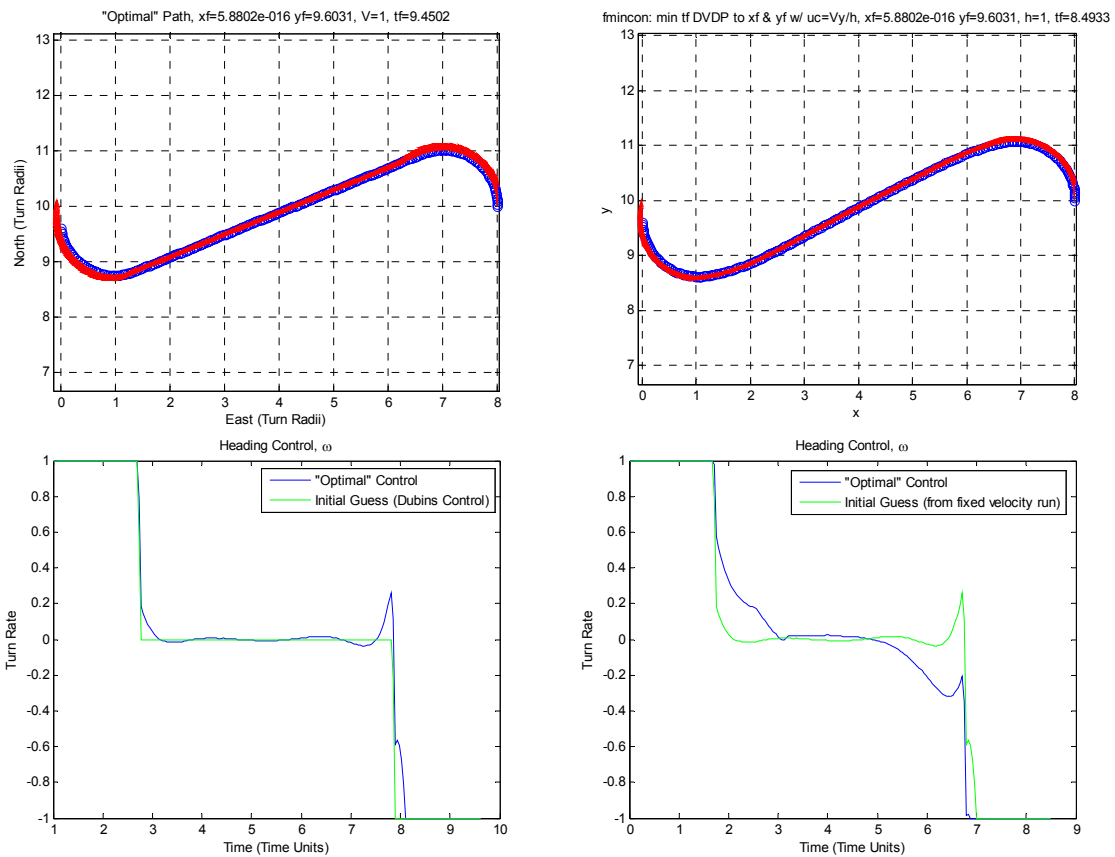 "Optimal" Path, xf=5.8802e-016 yf=9.6031, V=1, tf=9.4502
13
12
11
10
9
8
7
North (Turn Radii)
0 1 2 3 4 5 6 7 8
East (Turn Radii)
fmincon: min tf DVDP to xf & yf w/ uc=Vy/h, xf=5.8802e-016 yf=9.6031, h=1, tf=8.4933
13
12
11
10
9
8
7
y
0 1 2 3 4 5 6 7 8
x
Heading Control, ω
1
0.8
0.6
0.4
0.2
0
-0.2
-0.4
-0.6
-0.8
-1
Turn Rate
"Optimal" Control
Initial Guess (Dubins Control)
1 2 3 4 5 6 7 8 9 10
Time (Time Units)
Heading Control, ω
1
0.8
0.6
0.4
0.2
0
-0.2
-0.4
-0.6
-0.8
-1
Turn Rate
"Optimal" Control
Initial Guess (from fixed velocity run)
0 1 2 3 4 5 6 7 8 9
Time (Time Units)